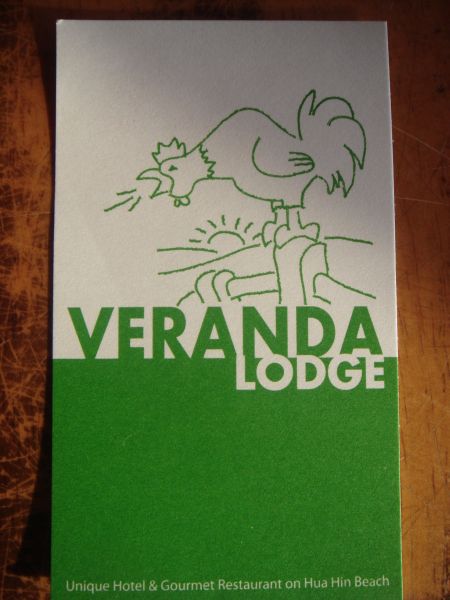 VERANDA
LODGE
Unique Hotel & Gourmet Restaurant on Hua Hin Beach